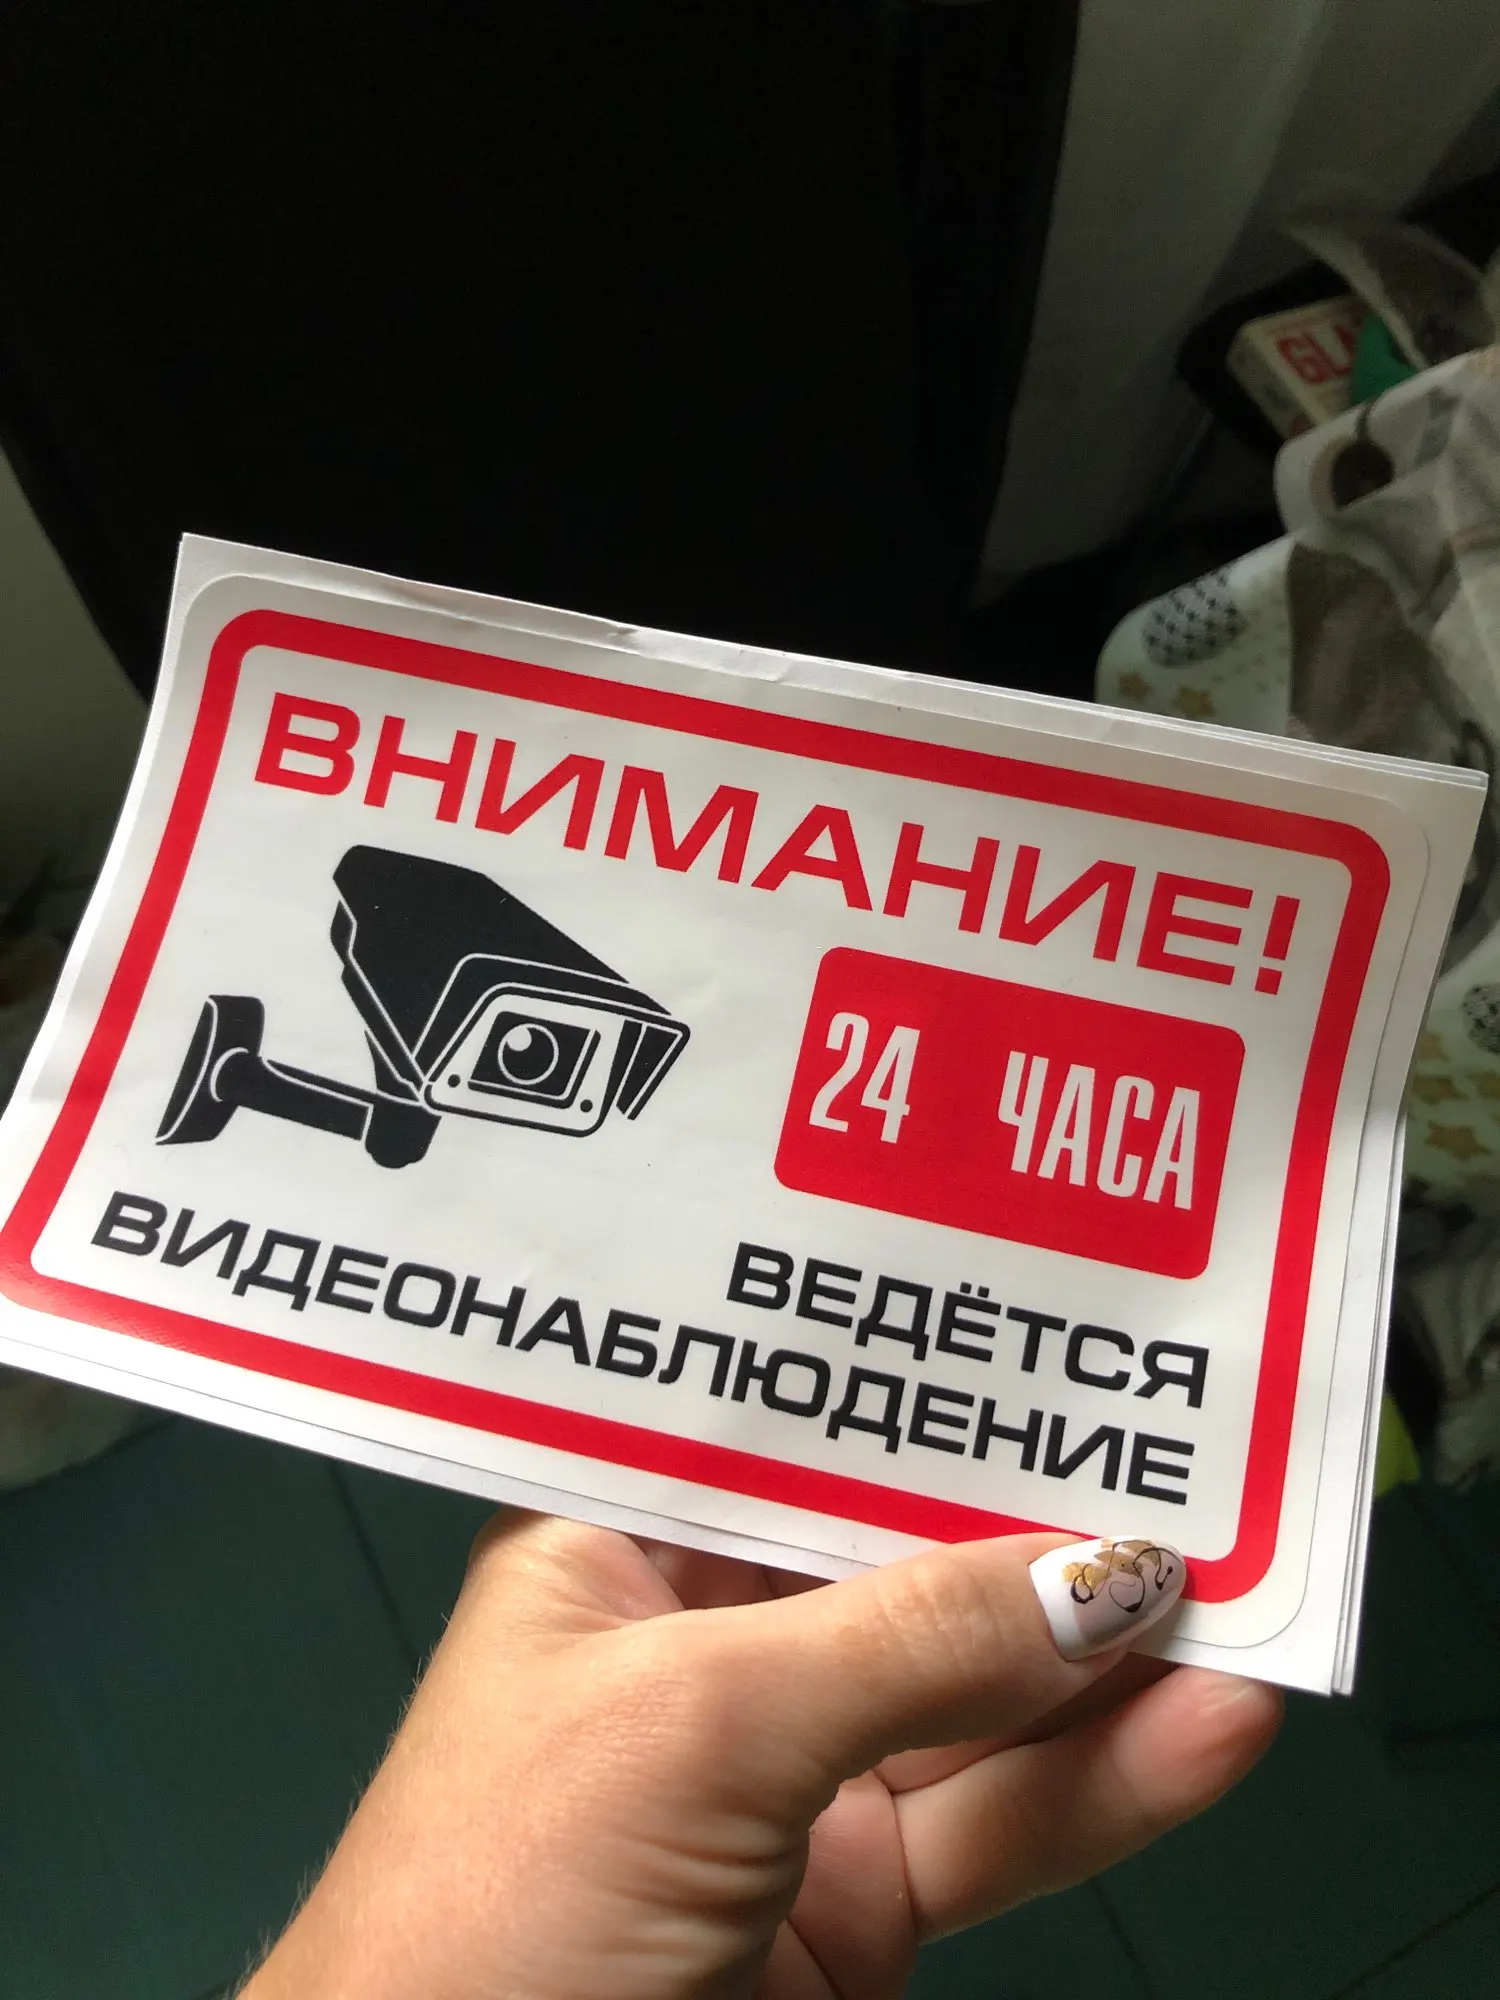 ВНИМАНИЕ!
24 ЧАСА
ВЕДЁТСЯ
ВИДЕОНАБЛЮДЕНИЕ